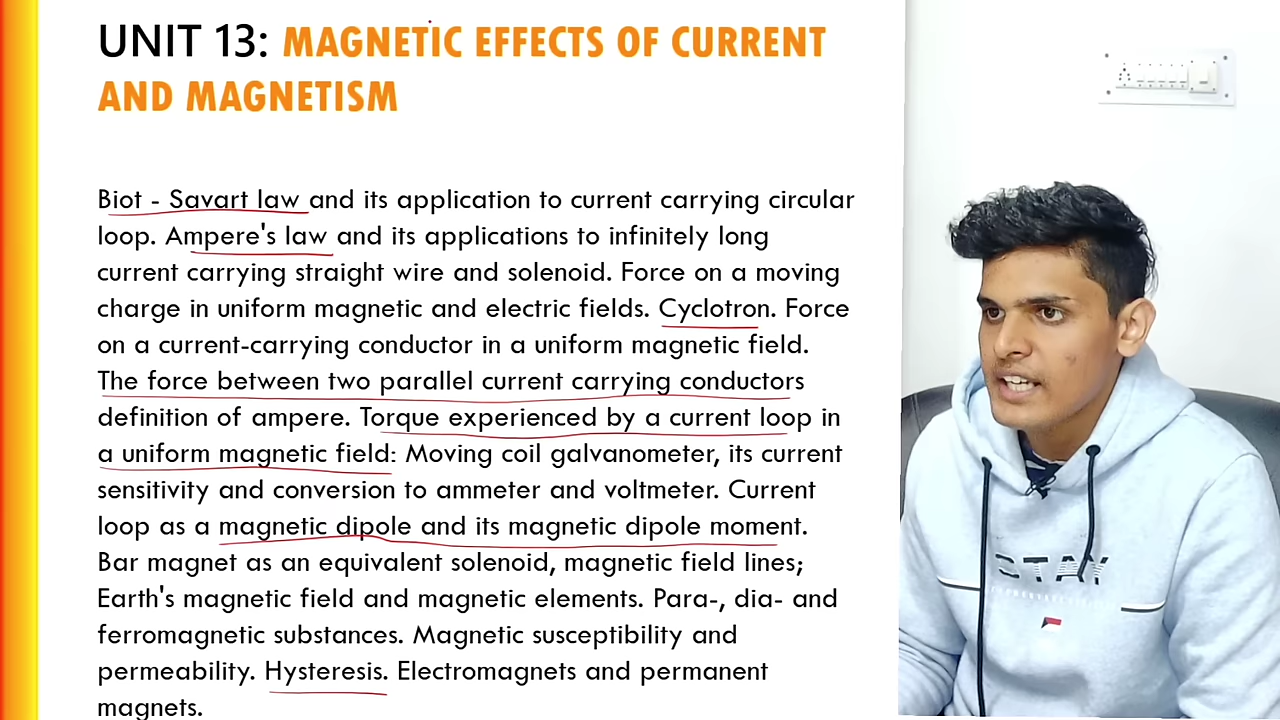 UNIT 13: MAGNETIC EFFECTS OF CURRENT
AND MAGNETISM
Biot - Savart law and its application to current carrying circular
loop. Ampere's law and its applications to infinitely long
current carrying straight wire and solenoid. Force on a moving
charge in uniform magnetic and electric fields. Cyclotron. Force
on a current-carrying conductor in a uniform magnetic field.
The force between two parallel current carrying conductors
definition of ampere. Torque experienced by a current loop in
a uniform magnetic field: Moving coil galvanometer, its current
sensitivity and conversion to ammeter and voltmeter. Current
loop as a magnetic dipole and its magnetic dipole moment.
Bar magnet as an equivalent solenoid, magnetic field lines;
Earth's magnetic field and magnetic elements. Para-, dia- and
ferromagnetic substances. Magnetic susceptibility and
permeability. Hysteresis. Electromagnets and permanent
magnets.